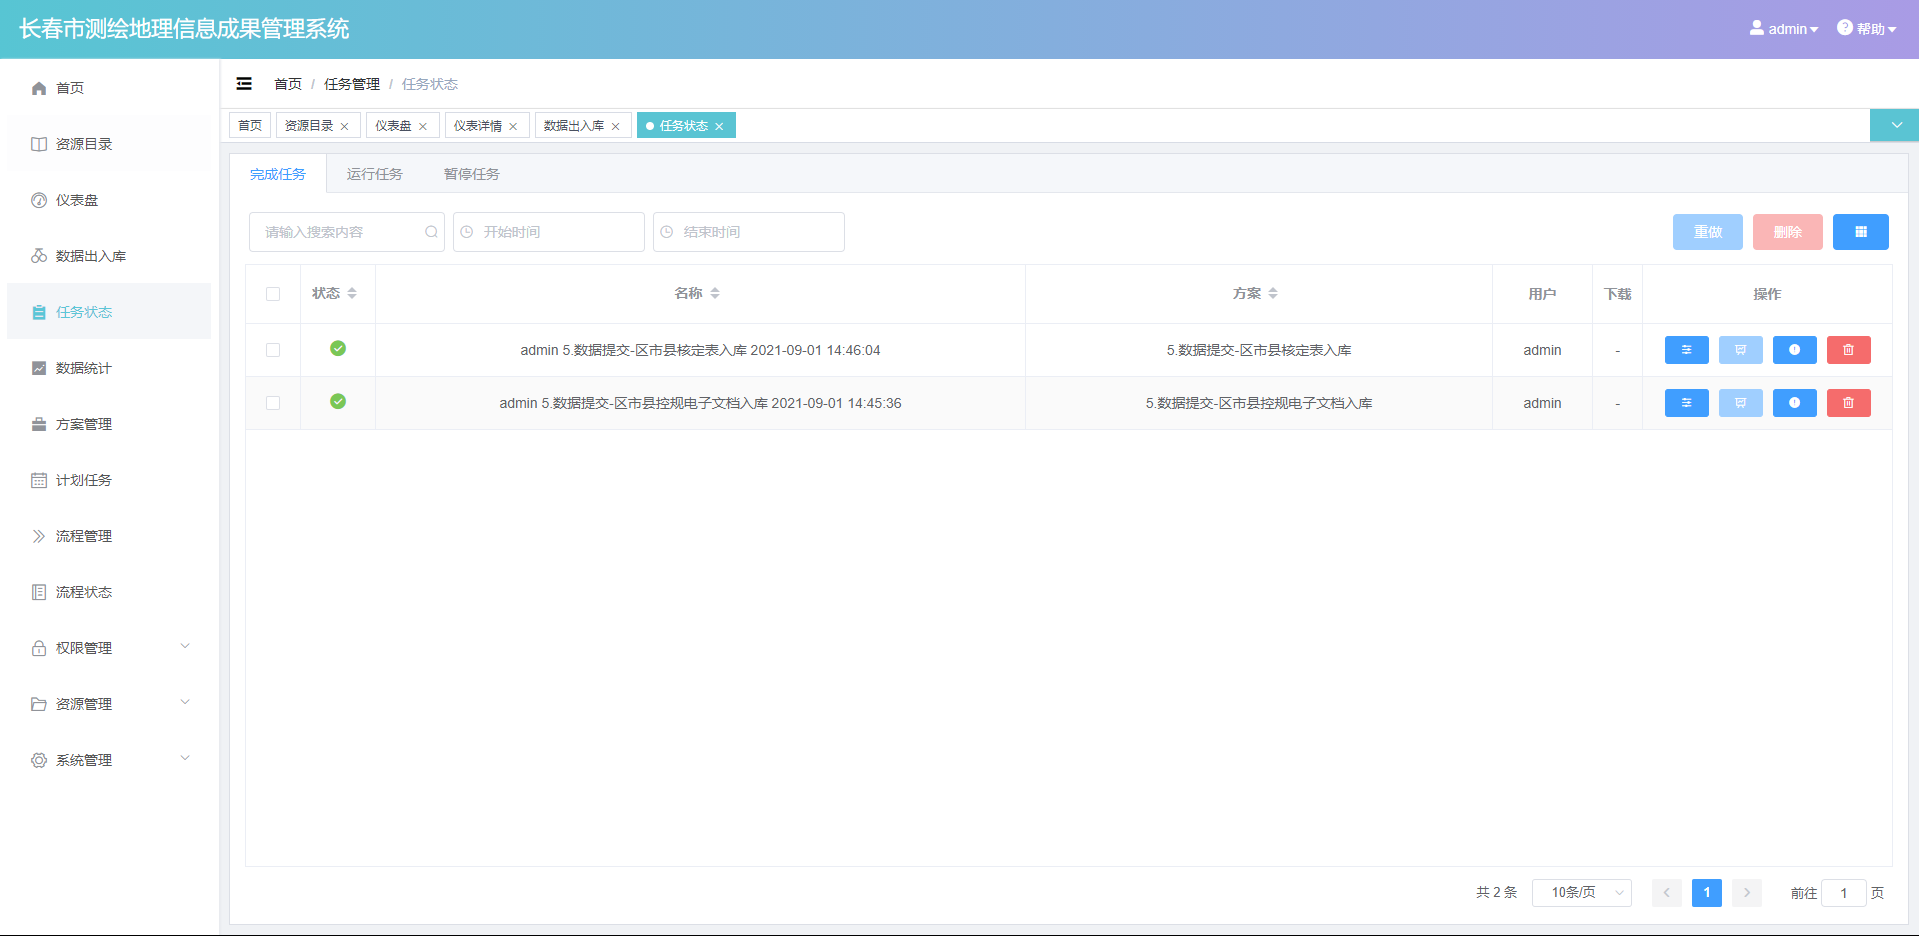 长春市测绘地理信息成果管理系统
admin
帮助
首页
资源目录
仪表盘
数据出入库
任务状态
数据统计
方案管理
计划任务
流程管理
流程状态
权限管理
资源管理
系统管理
首页 / 任务管理 / 任务状态
首页 资源目录 仪表盘 仪表详情 数据出入库 任务状态
完成任务 运行任务 暂停任务
请输入搜索内容 开始时间 结束时间 重做 删除
状态 名称 方案 用户 下载 操作
admin 5.数据提交-区市县核定表入库 2021-09-01 14:46:04 5.数据提交-区市县核定表入库 admin -
admin 5.数据提交-区市县控规电子文档入库 2021-09-01 14:45:36 5.数据提交-区市县控规电子文档入库 admin -
共 2 条 10条/页 1 前往 1 页